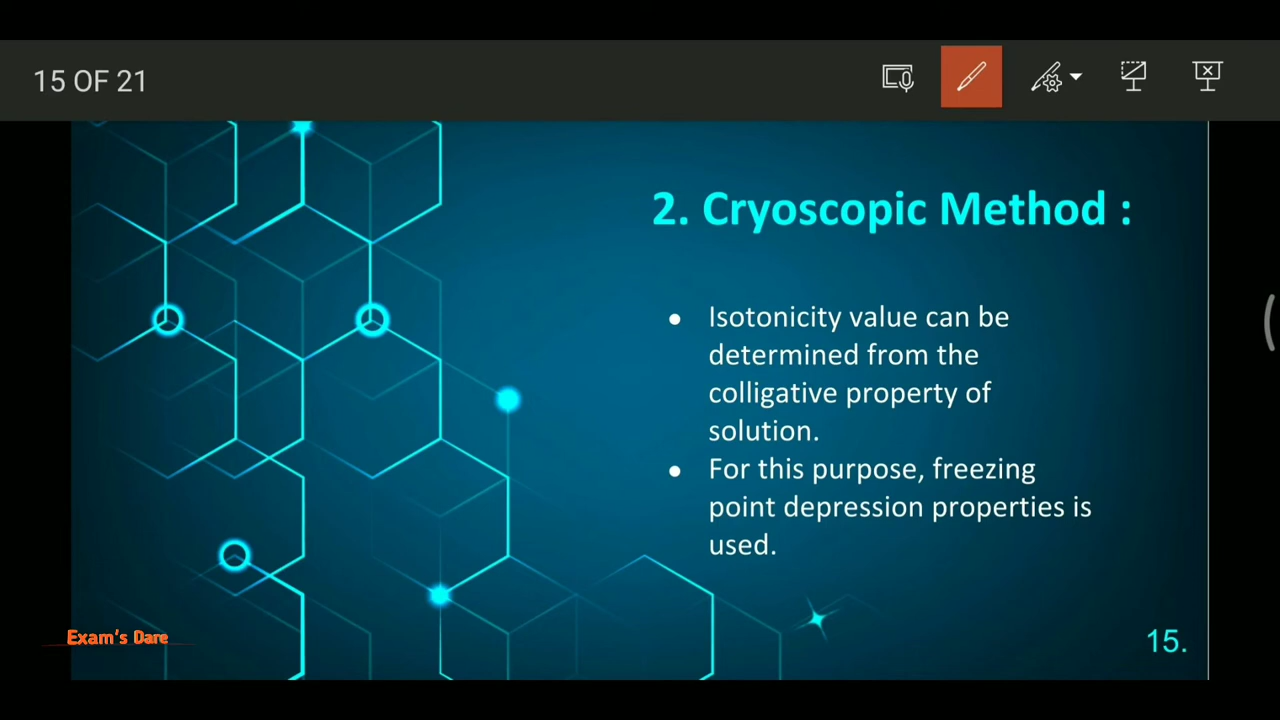 15 OF 21
2. Cryoscopic Method :
● Isotonicity value can be
determined from the
colligative property of
solution.
● For this purpose, freezing
point depression properties is
used.
Exam's Dare
15.